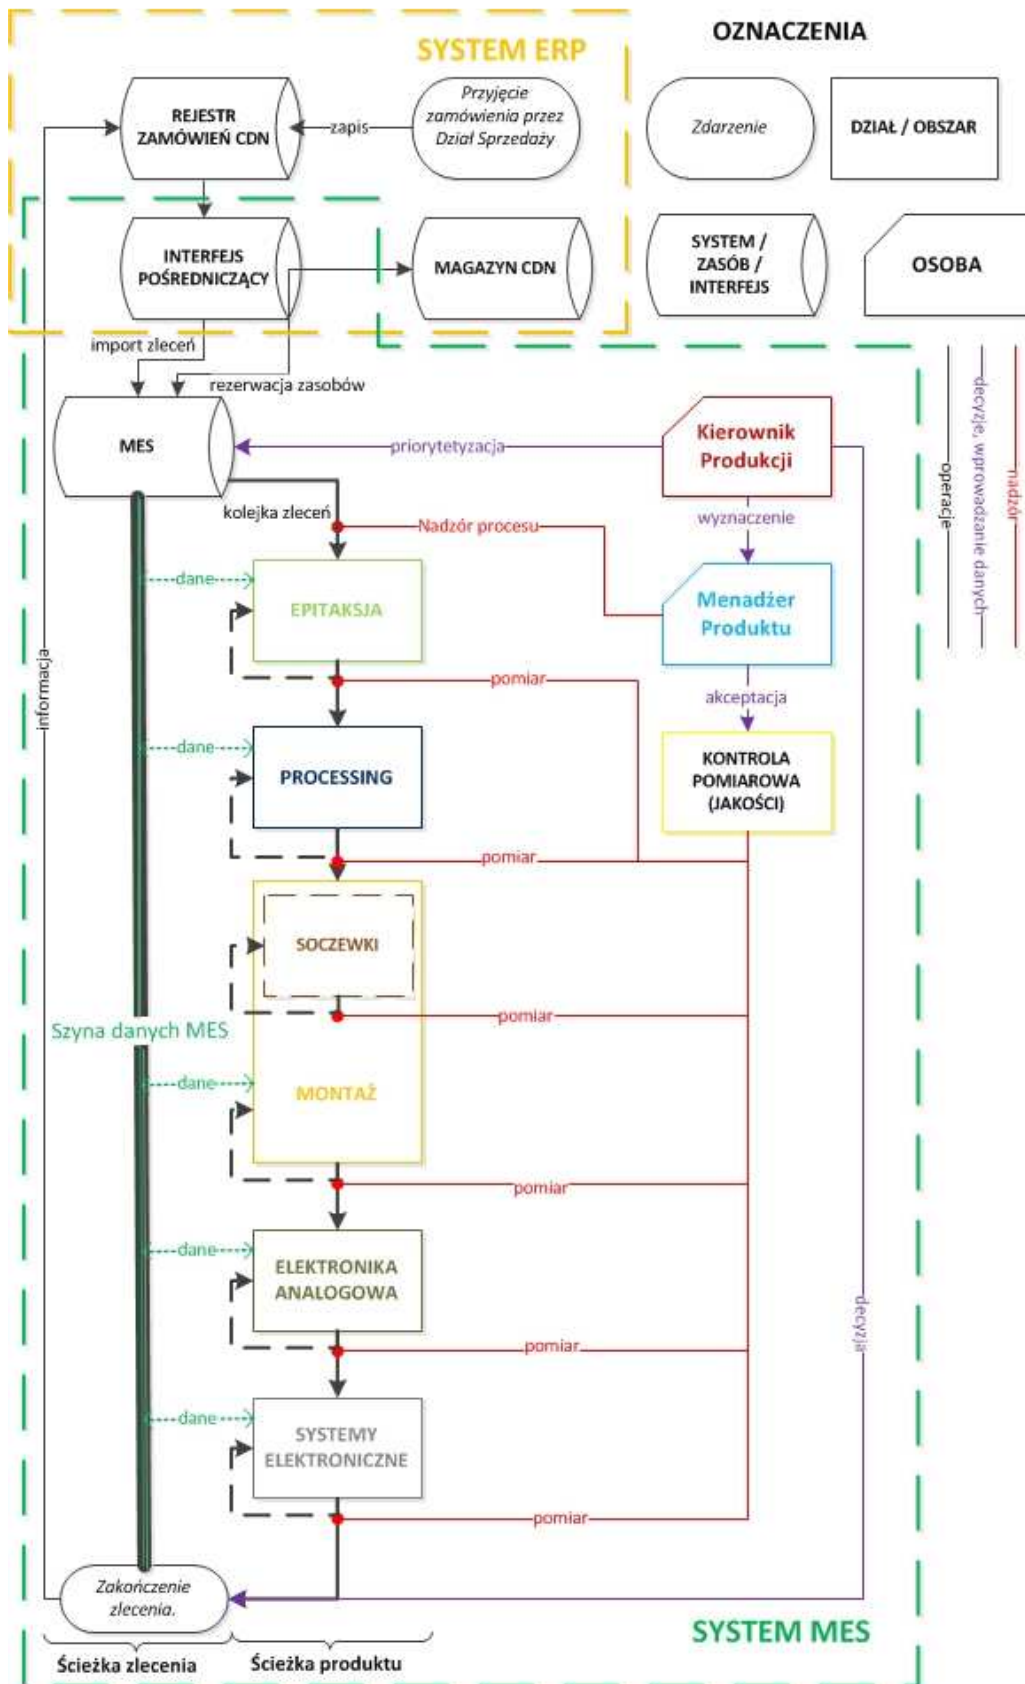 SYSTEM ERP
OZNACZENIA
REJESTR
ZAMÓWIEŃ CDN
zapis
Przyjęcie
zamówienia przez
Dział Sprzedaży
Zdarzenie
DZIAŁ / OBSZAR
INTERFEJS
POŚREDNICZĄCY
MAGAZYN CDN
SYSTEM /
ZASÓB /
INTERFEJS
OSOBA
import zleceń
rezerwacja zasobów
operacje
decyzje, wprowadzanie danych
nadzór
MES
priorytetyzacja
Kierownik
Produkcji
kolejka zleceń
Nadzór procesu
wyznaczenie
dane
EPITAKSJA
Menadżer
Produktu
informacja
pomiar
akceptacja
dane
PROCESSING
KONTROLA
POMIAROWA
(JAKOŚCI)
pomiar
SOCZEWKI
pomiar
Szyna danych MES
dane
MONTAŻ
pomiar
dane
ELEKTRONIKA
ANALOGOWA
decyzja
pomiar
dane
SYSTEMY
ELEKTRONICZNE
pomiar
Zakończenie
zlecenia.
SYSTEM MES
Ścieżka zlecenia
Ścieżka produktu